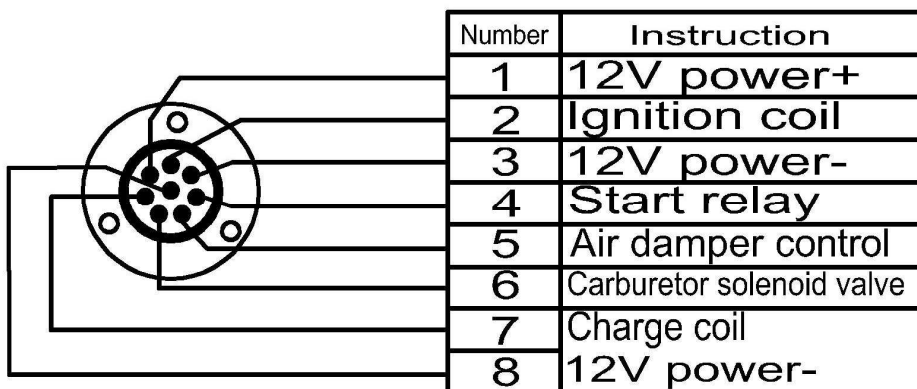 Number Instruction
1 12V power+
2 Ignition coil
3 12V power-
4 Start relay
5 Air damper control
6 Carburetor solenoid valve
7 Charge coil
8 12V power-